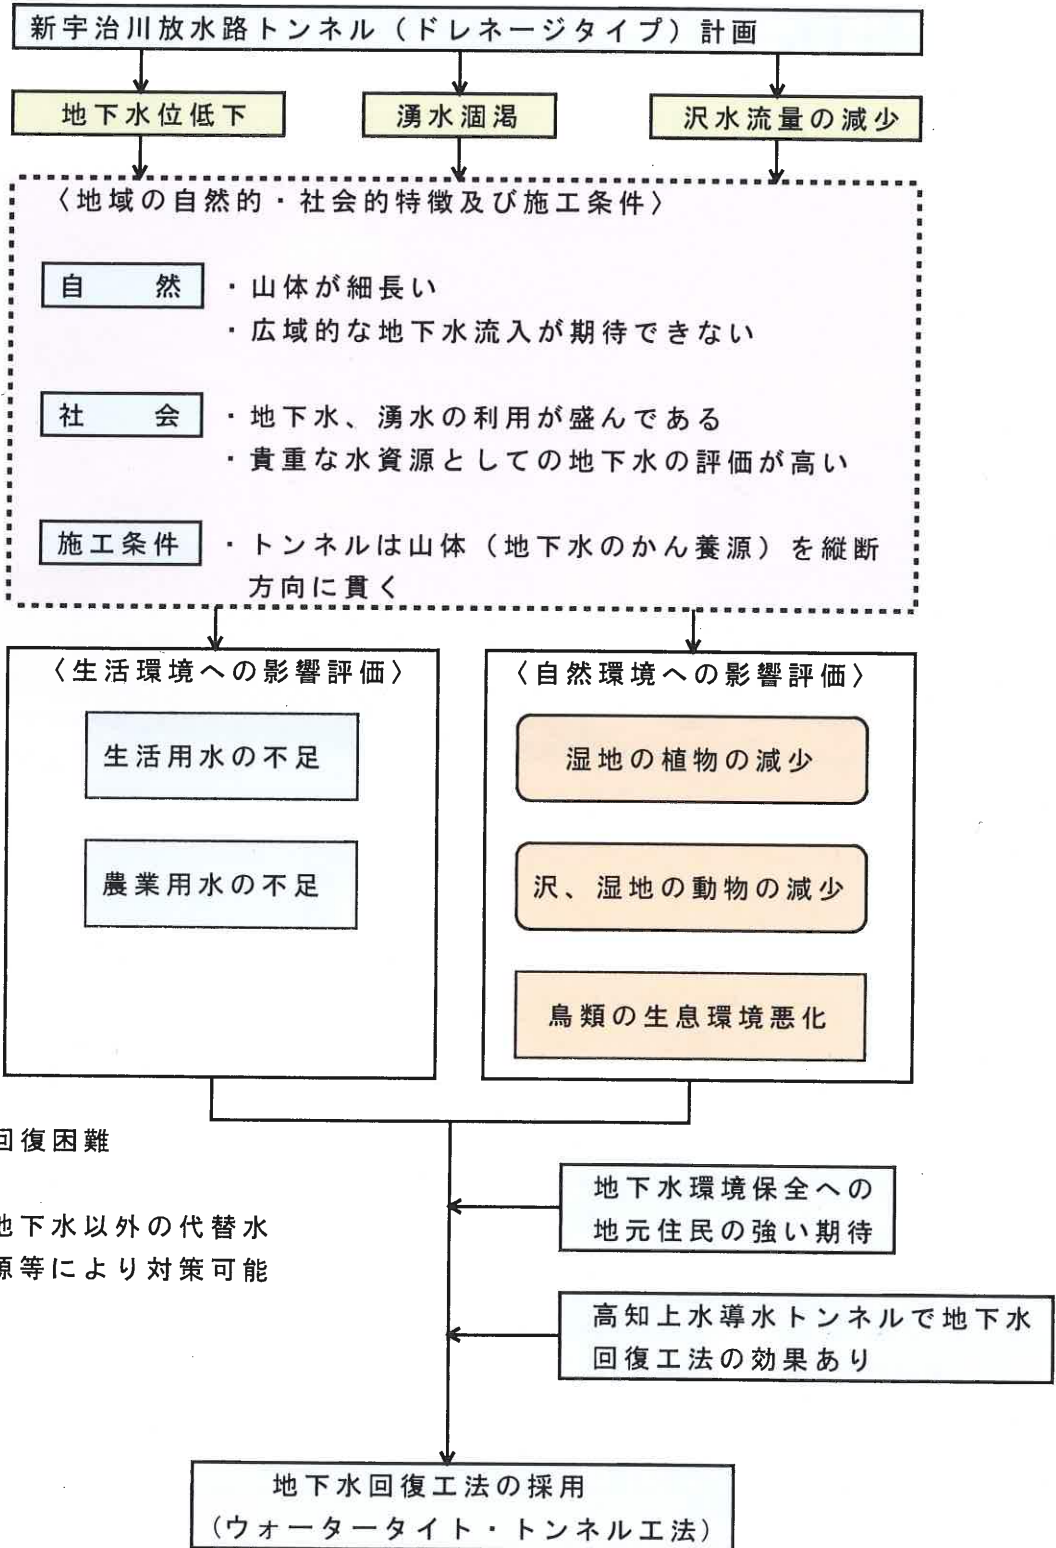 新宇治川放水路トンネル（ドレネージタイプ）計画
地下水位低下
湧水涸渇
沢水流量の減少
〈地域の自然的・社会的特徴及び施工条件〉
自　然
・山体が細長い
・広域的な地下水流入が期待できない
社　会
・地下水、湧水の利用が盛んである
・貴重な水資源としての地下水の評価が高い
施工条件
・トンネルは山体（地下水のかん養源）を縦断
方向に貫く
〈生活環境への影響評価〉
生活用水の不足
農業用水の不足
〈自然環境への影響評価〉
湿地の植物の減少
沢、湿地の動物の減少
鳥類の生息環境悪化
回復困難
地下水以外の代替水
源等により対策可能
地下水環境保全への
地元住民の強い期待
高知上水導水トンネルで地下水
回復工法の効果あり
地下水回復工法の採用
（ウォータータイト・トンネル工法）